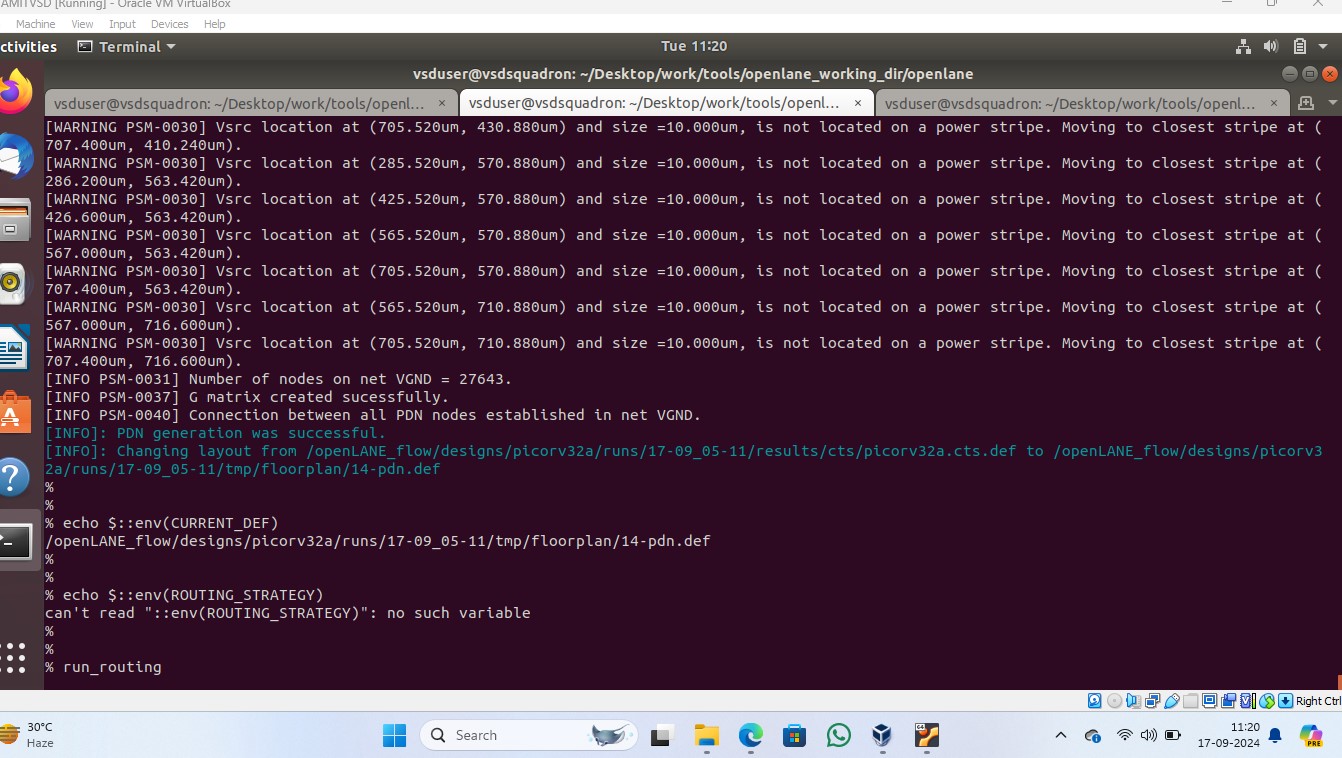 AMITVSD [Running] - Oracle VM VirtualBox
Machine View Input Devices Help
ctivities Terminal Tue 11:20
vsduser@vsdsquadron: ~/Desktop/work/tools/openlane_working_dir/openlane
vsduser@vsdsquadron: ~/Desktop/work/tools/openl... × vsduser@vsdsquadron: ~/Desktop/work/tools/openl... × vsduser@vsdsquadron: ~/Desktop/work/tools/openl... ×
[WARNING PSM-0030] Vsrc location at (705.520um, 430.880um) and size =10.000um, is not located on a power stripe. Moving to closest stripe at (
707.400um, 410.240um).
[WARNING PSM-0030] Vsrc location at (285.520um, 570.880um) and size =10.000um, is not located on a power stripe. Moving to closest stripe at (
286.200um, 563.420um).
[WARNING PSM-0030] Vsrc location at (425.520um, 570.880um) and size =10.000um, is not located on a power stripe. Moving to closest stripe at (
426.600um, 563.420um).
[WARNING PSM-0030] Vsrc location at (565.520um, 570.880um) and size =10.000um, is not located on a power stripe. Moving to closest stripe at (
567.000um, 563.420um).
[WARNING PSM-0030] Vsrc location at (705.520um, 570.880um) and size =10.000um, is not located on a power stripe. Moving to closest stripe at (
707.400um, 563.420um).
[WARNING PSM-0030] Vsrc location at (565.520um, 710.880um) and size =10.000um, is not located on a power stripe. Moving to closest stripe at (
567.000um, 716.600um).
[WARNING PSM-0030] Vsrc location at (705.520um, 710.880um) and size =10.000um, is not located on a power stripe. Moving to closest stripe at (
707.400um, 716.600um).
[INFO PSM-0031] Number of nodes on net VGND = 27643.
[INFO PSM-0037] G matrix created sucessfully.
[INFO PSM-0040] Connection between all PDN nodes established in net VGND.
[INFO]: PDN generation was successful.
[INFO]: Changing layout from /openLANE_flow/designs/picorv32a/runs/17-09_05-11/results/cts/picorv32a.cts.def to /openLANE_flow/designs/picorv3
2a/runs/17-09_05-11/tmp/floorplan/14-pdn.def
%
%
% echo $::env(CURRENT_DEF)
/openLANE_flow/designs/picorv32a/runs/17-09_05-11/tmp/floorplan/14-pdn.def
%
%
% echo $::env(ROUTING_STRATEGY)
can't read "::env(ROUTING_STRATEGY)": no such variable
%
%
% run_routing
Right Ctrl
30°C
Haze
Search
64
11:20
17-09-2024
PRE